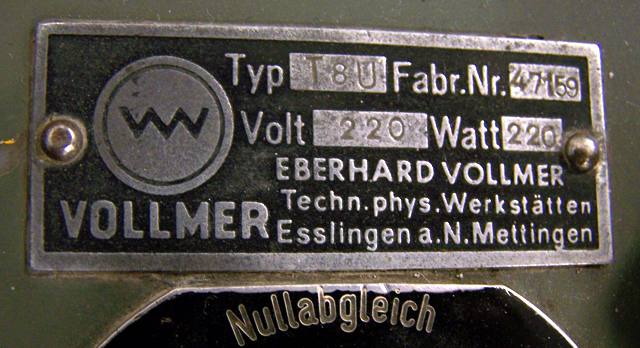 Typ T8U Fabr.Nr. 47159
Volt 220 Watt 220
EBERHARD VOLLMER
VOLLMER
Techn.phys.Werkstätten
Esslingen a.N.Mettingen
Nullabgleich